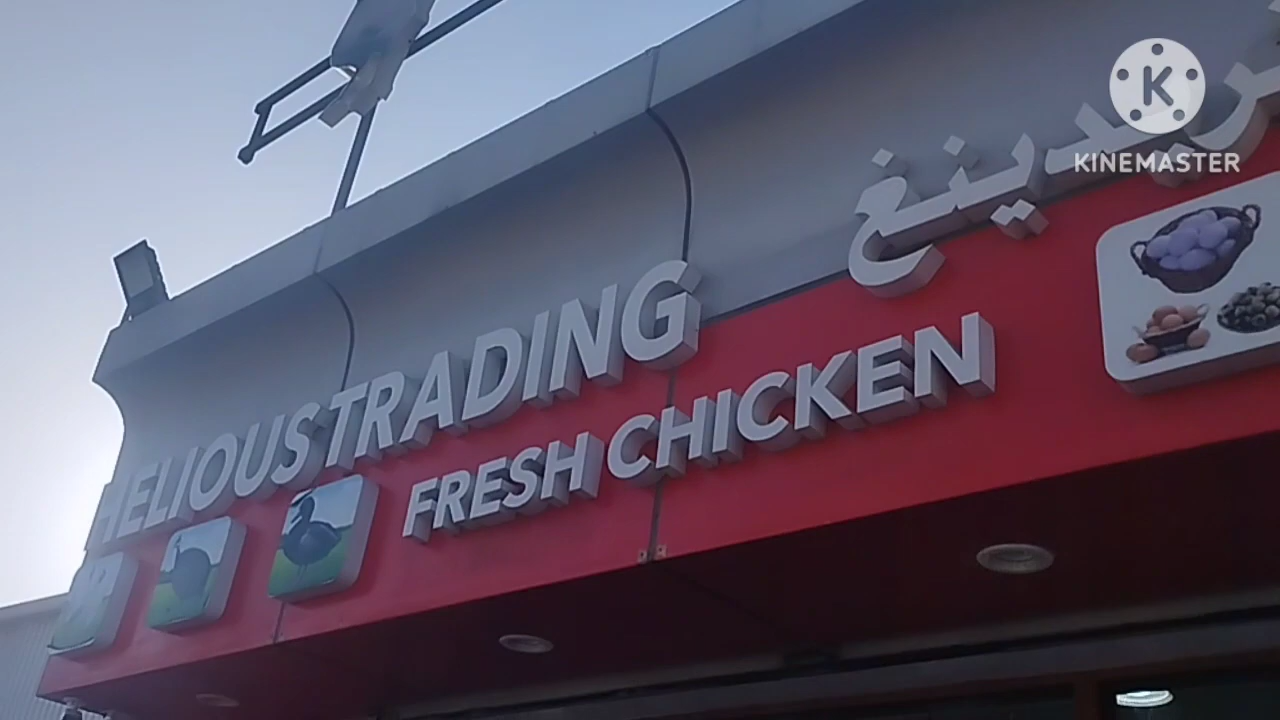 HELIOUS TRADING
تريدينغ
FRESH CHICKEN
K
KINEMASTER